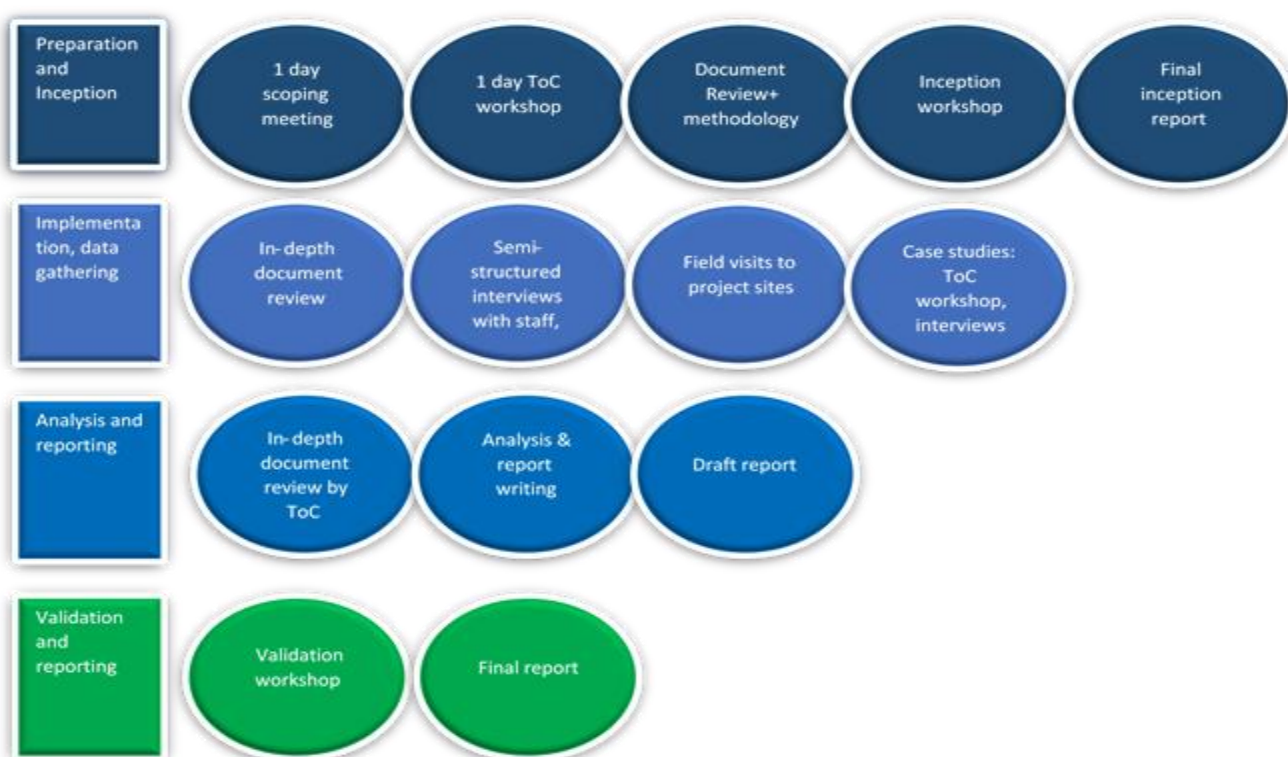 Preparation
and
Inception
1 day
scoping
meeting
1 day ToC
workshop
Document
Review+
methodology
Inception
workshop
Final
inception
report
Implementa
tion, data
gathering
In-depth
document
review
Semi-
structured
interviews
with staff,
Field visits to
project sites
Case studies:
ToC
workshop,
interviews
Analysis and
reporting
In-depth
document
review by
ToC
Analysis &
report
writing
Draft report
Validation
and
reporting
Validation
workshop
Final report